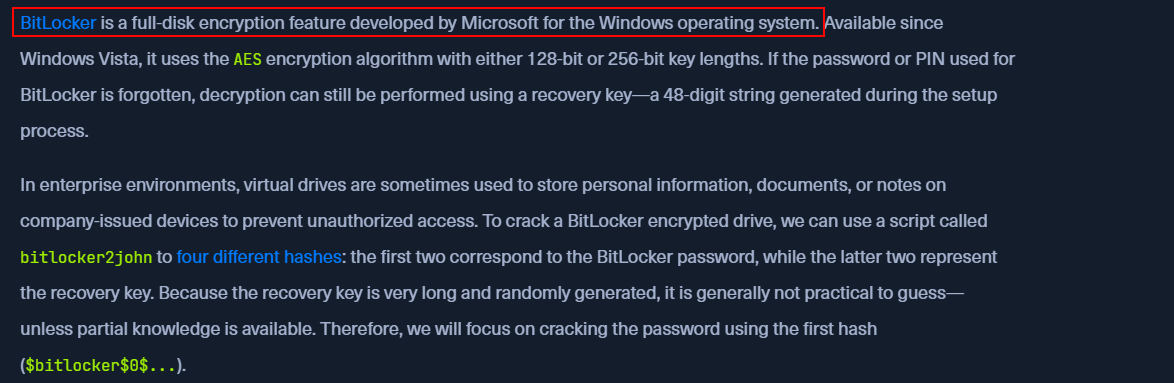 BitLocker is a full-disk encryption feature developed by Microsoft for the Windows operating system. Available since
Windows Vista, it uses the AES encryption algorithm with either 128-bit or 256-bit key lengths. If the password or PIN used for
BitLocker is forgotten, decryption can still be performed using a recovery key—a 48-digit string generated during the setup
process.
In enterprise environments, virtual drives are sometimes used to store personal information, documents, or notes on
company-issued devices to prevent unauthorized access. To crack a BitLocker encrypted drive, we can use a script called
bitlocker2john to four different hashes: the first two correspond to the BitLocker password, while the latter two represent
the recovery key. Because the recovery key is very long and randomly generated, it is generally not practical to guess—
unless partial knowledge is available. Therefore, we will focus on cracking the password using the first hash
($bitlocker$0$...).